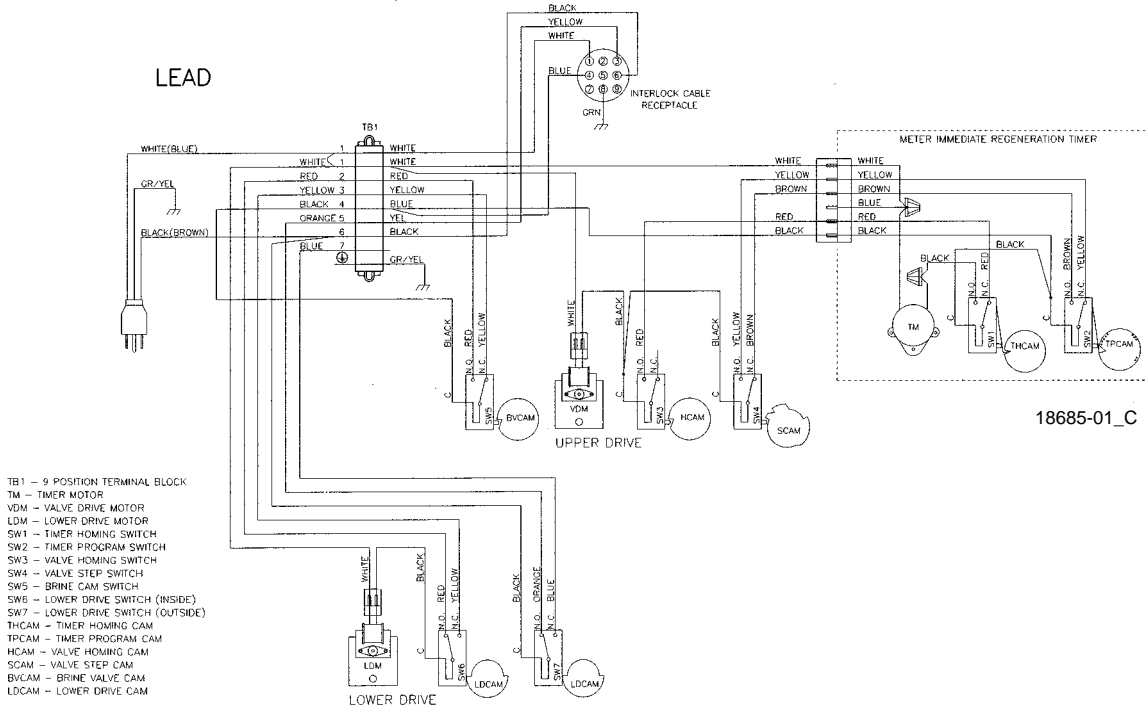 BLACK
YELLOW
WHITE
LEAD
BLUE
1 2 3
4 5 6
7 8 9
INTERLOCK CABLE
RECEPTACLE
GRN
TB1
METER IMMEDIATE REGENERATION TIMER
WHITE(BLUE) 1 WHITE
WHITE 1 WHITE WHITE WHITE
RED 2 RED YELLOW YELLOW
YELLOW 3 YELLOW BROWN BROWN
BLACK 4 BLUE BLUE
ORANGE 5 YEL RED RED
BLACK(BROWN) 6 BLACK BLACK BLACK
BLUE 7
GR/YEL
GR/YEL
BLACK
BLACK
RED
BROWN
YELLOW
N.O.
N.C.
N.O.
N.C.
C
C
TM
SW1
THCAM
SW2
TPCAM
BLACK
RED
YELLOW
WHITE
BLACK
RED
BLACK
YELLOW
BROWN
N.O.
N.C.
N.O.
N.C.
N.O.
N.C.
C
C
C
SW5
BVCAM
VDM
SW3
HCAM
SW4
SCAM
UPPER DRIVE
18685-01_C
TB1 – 9 POSITION TERMINAL BLOCK
TM – TIMER MOTOR
VDM – VALVE DRIVE MOTOR
LDM – LOWER DRIVE MOTOR
SW1 – TIMER HOMING SWITCH
SW2 – TIMER PROGRAM SWITCH
SW3 – VALVE HOMING SWITCH
SW4 – VALVE STEP SWITCH
SW5 – BRINE CAM SWITCH
SW6 – LOWER DRIVE SWITCH (INSIDE)
SW7 – LOWER DRIVE SWITCH (OUTSIDE)
THCAM – TIMER HOMING CAM
TPCAM – TIMER PROGRAM CAM
HCAM – VALVE HOMING CAM
SCAM – VALVE STEP CAM
BVCAM – BRINE VALVE CAM
LDCAM – LOWER DRIVE CAM
WHITE
BLACK
RED
YELLOW
BLACK
ORANGE
BLUE
N.O.
N.C.
N.O.
N.C.
C
C
LDM
SW6
LDCAM
SW7
LDCAM
LOWER DRIVE